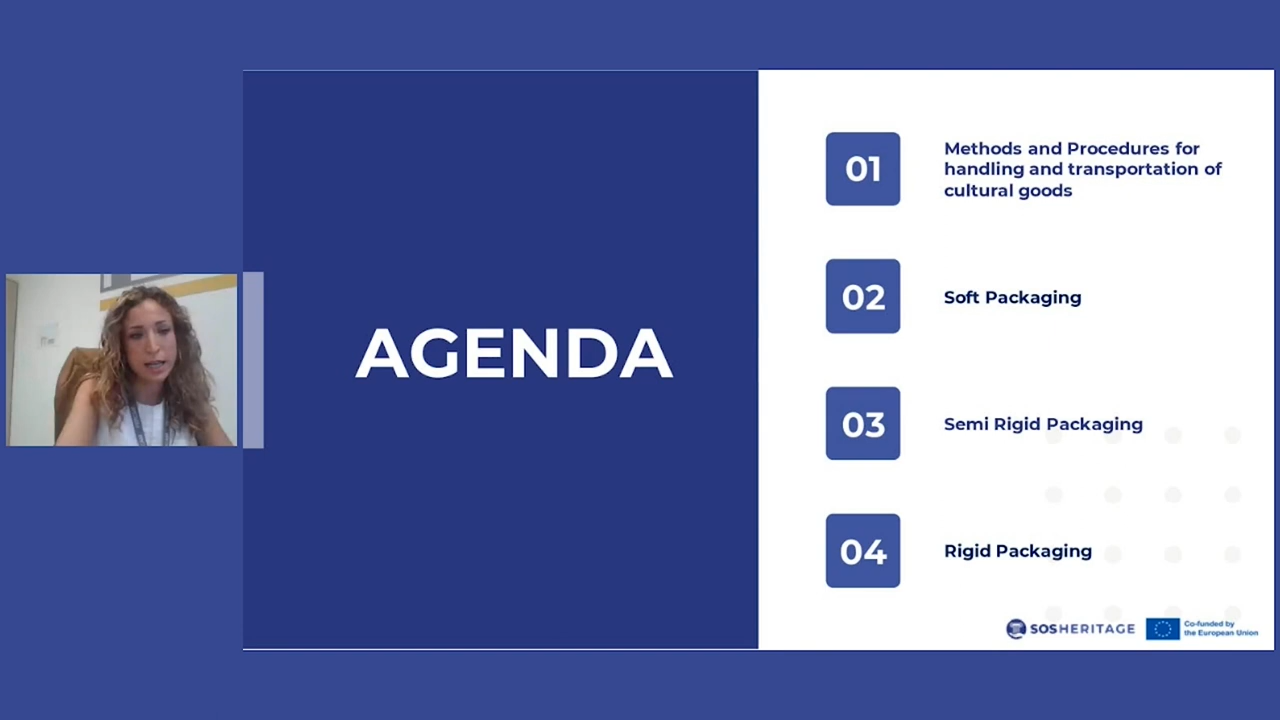 AGENDA
01
Methods and Procedures for
handling and transportation of
cultural goods
02
Soft Packaging
03
Semi Rigid Packaging
04
Rigid Packaging
SOSHERITAGE
Co-funded by
the European Union